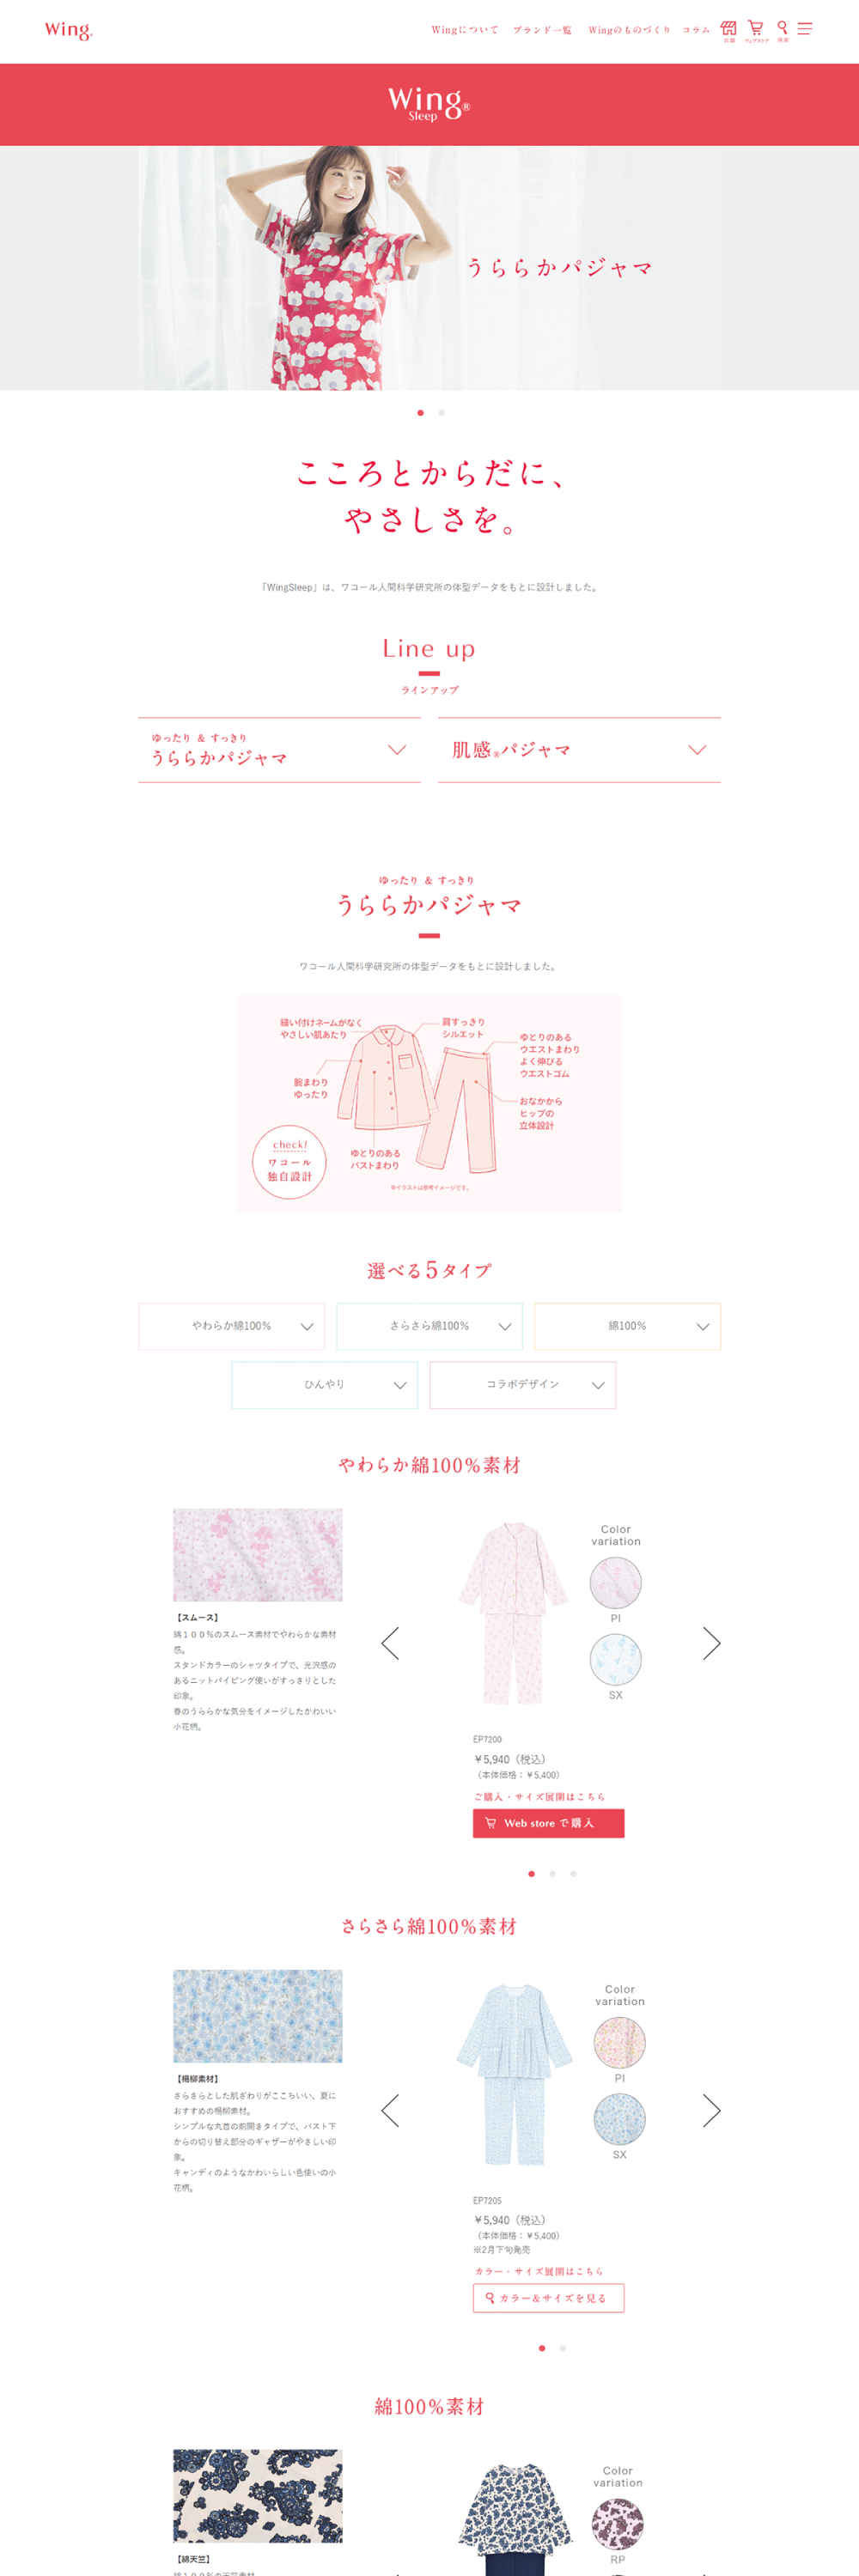 Wing.
Wingについて
ブランド一覧
Wingのものづくり
コラム
店舗
ウェブストア
検索
Wing®
Sleep
うららかパジャマ
こころとからだに、
やさしさを。
「WingSleep」は、ワコール人間科学研究所の体型データをもとに設計しました。
Line up
ラインアップ
ゆったり ＆ すっきり
うららかパジャマ
肌感®パジャマ
ゆったり ＆ すっきり
うららかパジャマ
ワコール人間科学研究所の体型データをもとに設計しました。
縫い付けネームがなく
やさしい肌あたり
肩すっきり
シルエット
ゆとりのある
ウエストまわり
よく伸びる
ウエストゴム
腕まわり
ゆったり
おなかから
ヒップの
立体設計
check!
ワコール
独自設計
ゆとりのある
バストまわり
※イラストは参考イメージです。
選べる5タイプ
やわらか綿100％
さらさら綿100％
綿100％
ひんやり
コラボデザイン
やわらか綿100％素材
【スムース】
綿１００％のスムース素材でやわらかな素材
感。
スタンドカラーのシャツタイプで、光沢感の
あるニットパイピング使いがすっきりとした
印象。
春のうららかな気分をイメージしたかわいい
小花柄。
Color
variation
PI
SX
EP7200
￥5,940（税込）
（本体価格：￥5,400）
ご購入・サイズ展開はこちら
Web store で購入
さらさら綿100％素材
【楊柳素材】
さらさらとした肌ざわりがここちいい、夏に
おすすめの楊柳素材。
シンプルな丸首の前開きタイプで、バスト下
からの切り替え部分のギャザーがやさしい印
象。
キャンディのようなかわいらしい色使いの小
花柄。
Color
variation
PI
SX
EP7205
￥5,940（税込）
（本体価格：￥5,400）
※2月下旬発売
カラー・サイズ展開はこちら
カラー&サイズを見る
綿100％素材
【綿天竺】
Color
variation
RP